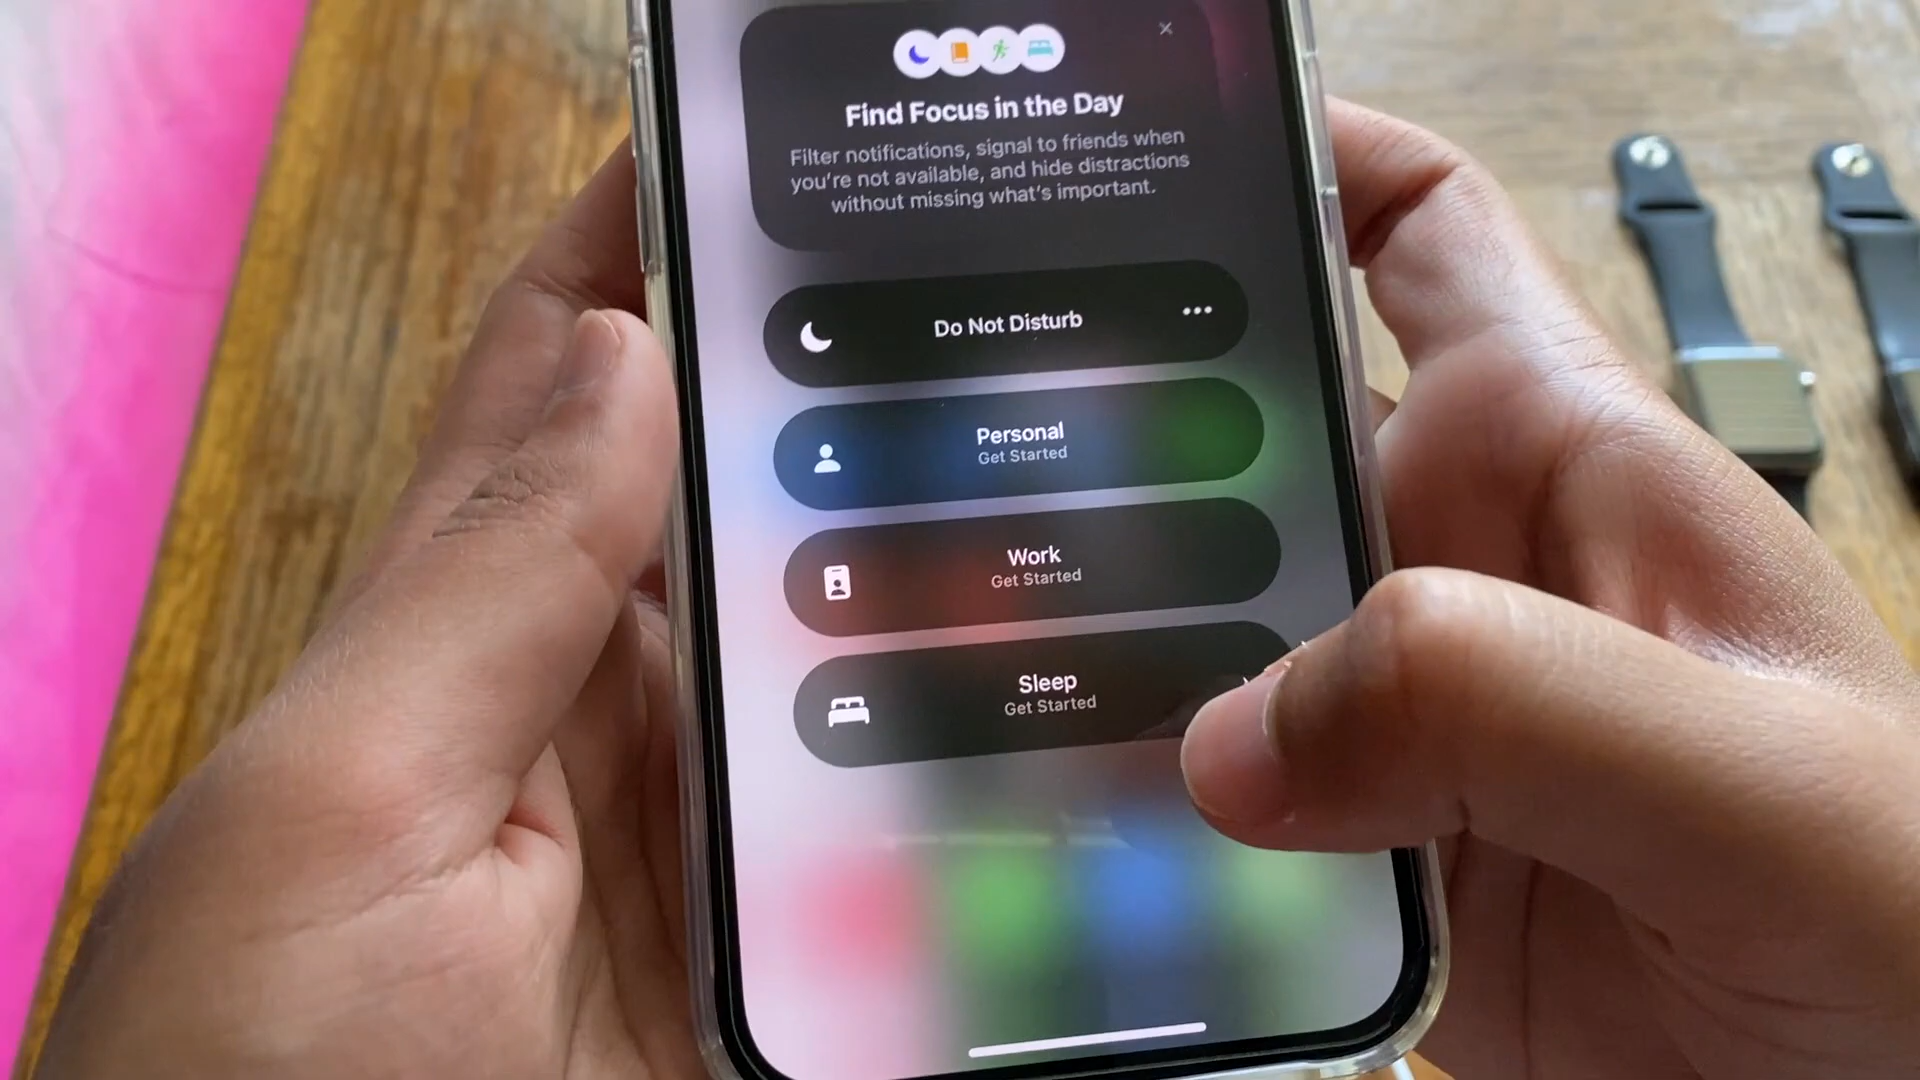 Find Focus in the Day
Filter notifications, signal to friends when
you're not available, and hide distractions
without missing what's important.
Do Not Disturb
Personal
Get Started
Work
Get Started
Sleep
Get Started